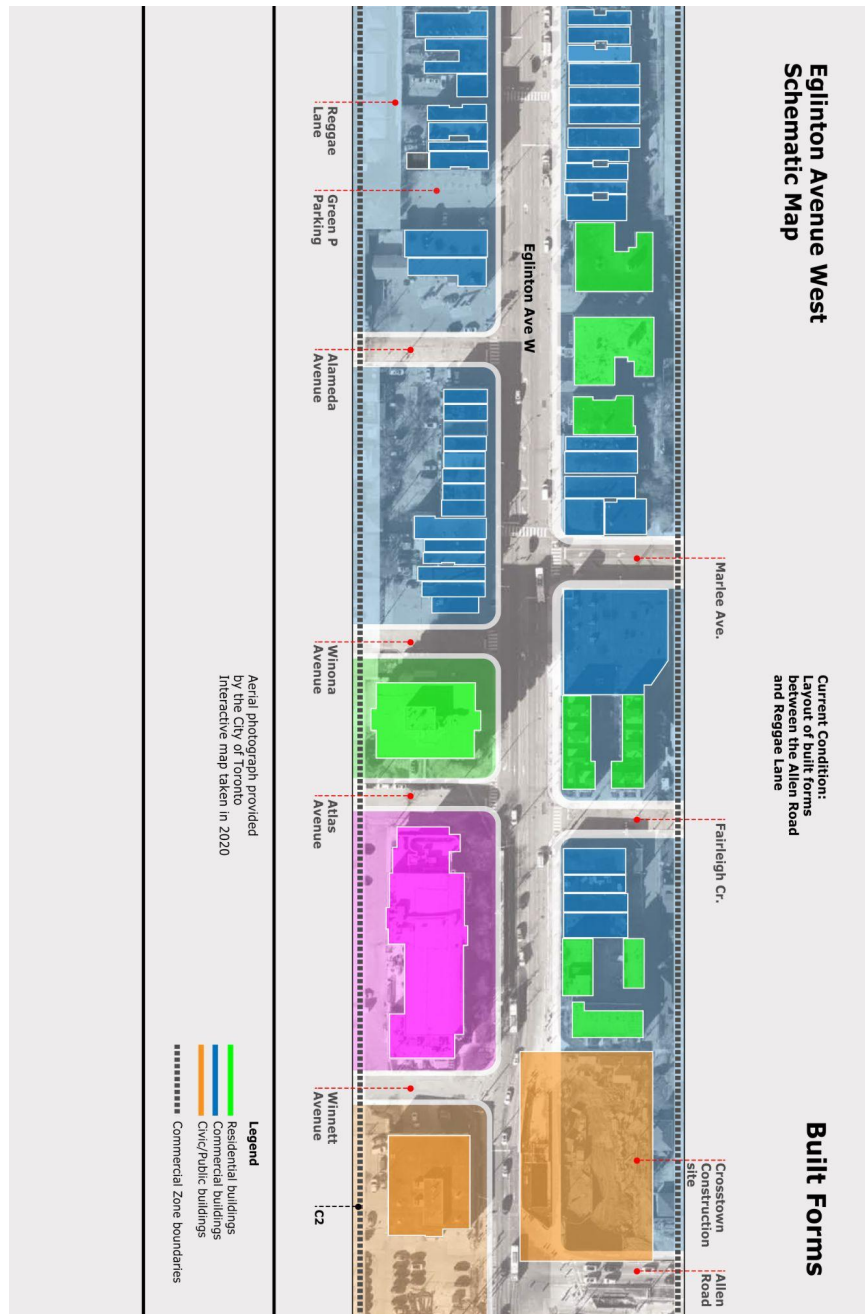 Eglinton Avenue West
Schematic Map
Current Condition:
Layout of built forms
between the Allen Road
and Reggae Lane
Built Forms
Marlee Ave.
Fairleigh Cr.
Crosstown
Construction
site
Allen
Road
Eglinton Ave W
Reggae
Lane
Green P
Parking
Alameda
Avenue
Winona
Avenue
Atlas
Avenue
Winnett
Avenue
C2
Aerial photograph provided
by the City of Toronto
Interactive map taken in 2020
Legend
Residential buildings
Commercial buildings
Civic/Public buildings
Commercial Zone boundaries